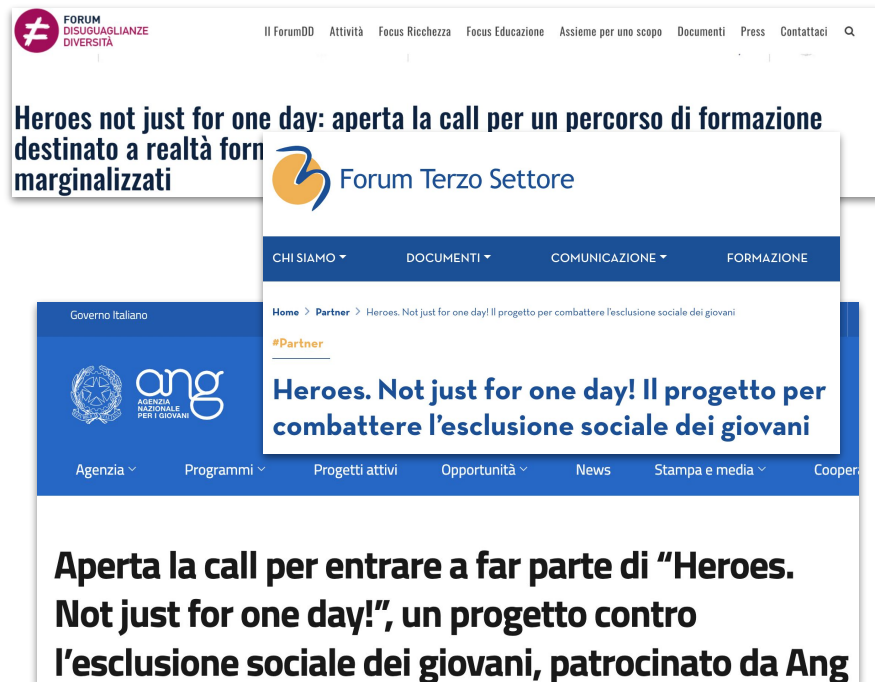 FORUM
DISUGUAGLIANZE
DIVERSITÀ
Il ForumDD Attività Focus Ricchezza Focus Educazione Assieme per uno scopo Documenti Press Contattaci
Heroes not just for one day: aperta la call per un percorso di formazione
destinato a realtà
marginalizzati
Forum Terzo Settore
CHI SIAMO DOCUMENTI COMUNICAZIONE FORMAZIONE
Home > Partner > Heroes. Not just for one day! Il progetto per combattere l'esclusione sociale dei giovani
#Partner
Heroes. Not just for one day! Il progetto per
combattere l'esclusione sociale dei giovani
Governo Italiano
ang
AGENZIA
NAZIONALE
PER I GIOVANI
Agenzia Programmi Progetti attivi Opportunità News Stampa e media
Aperta la call per entrare a far parte di “Heroes.
Not just for one day!”, un progetto contro
l’esclusione sociale dei giovani, patrocinato da Ang